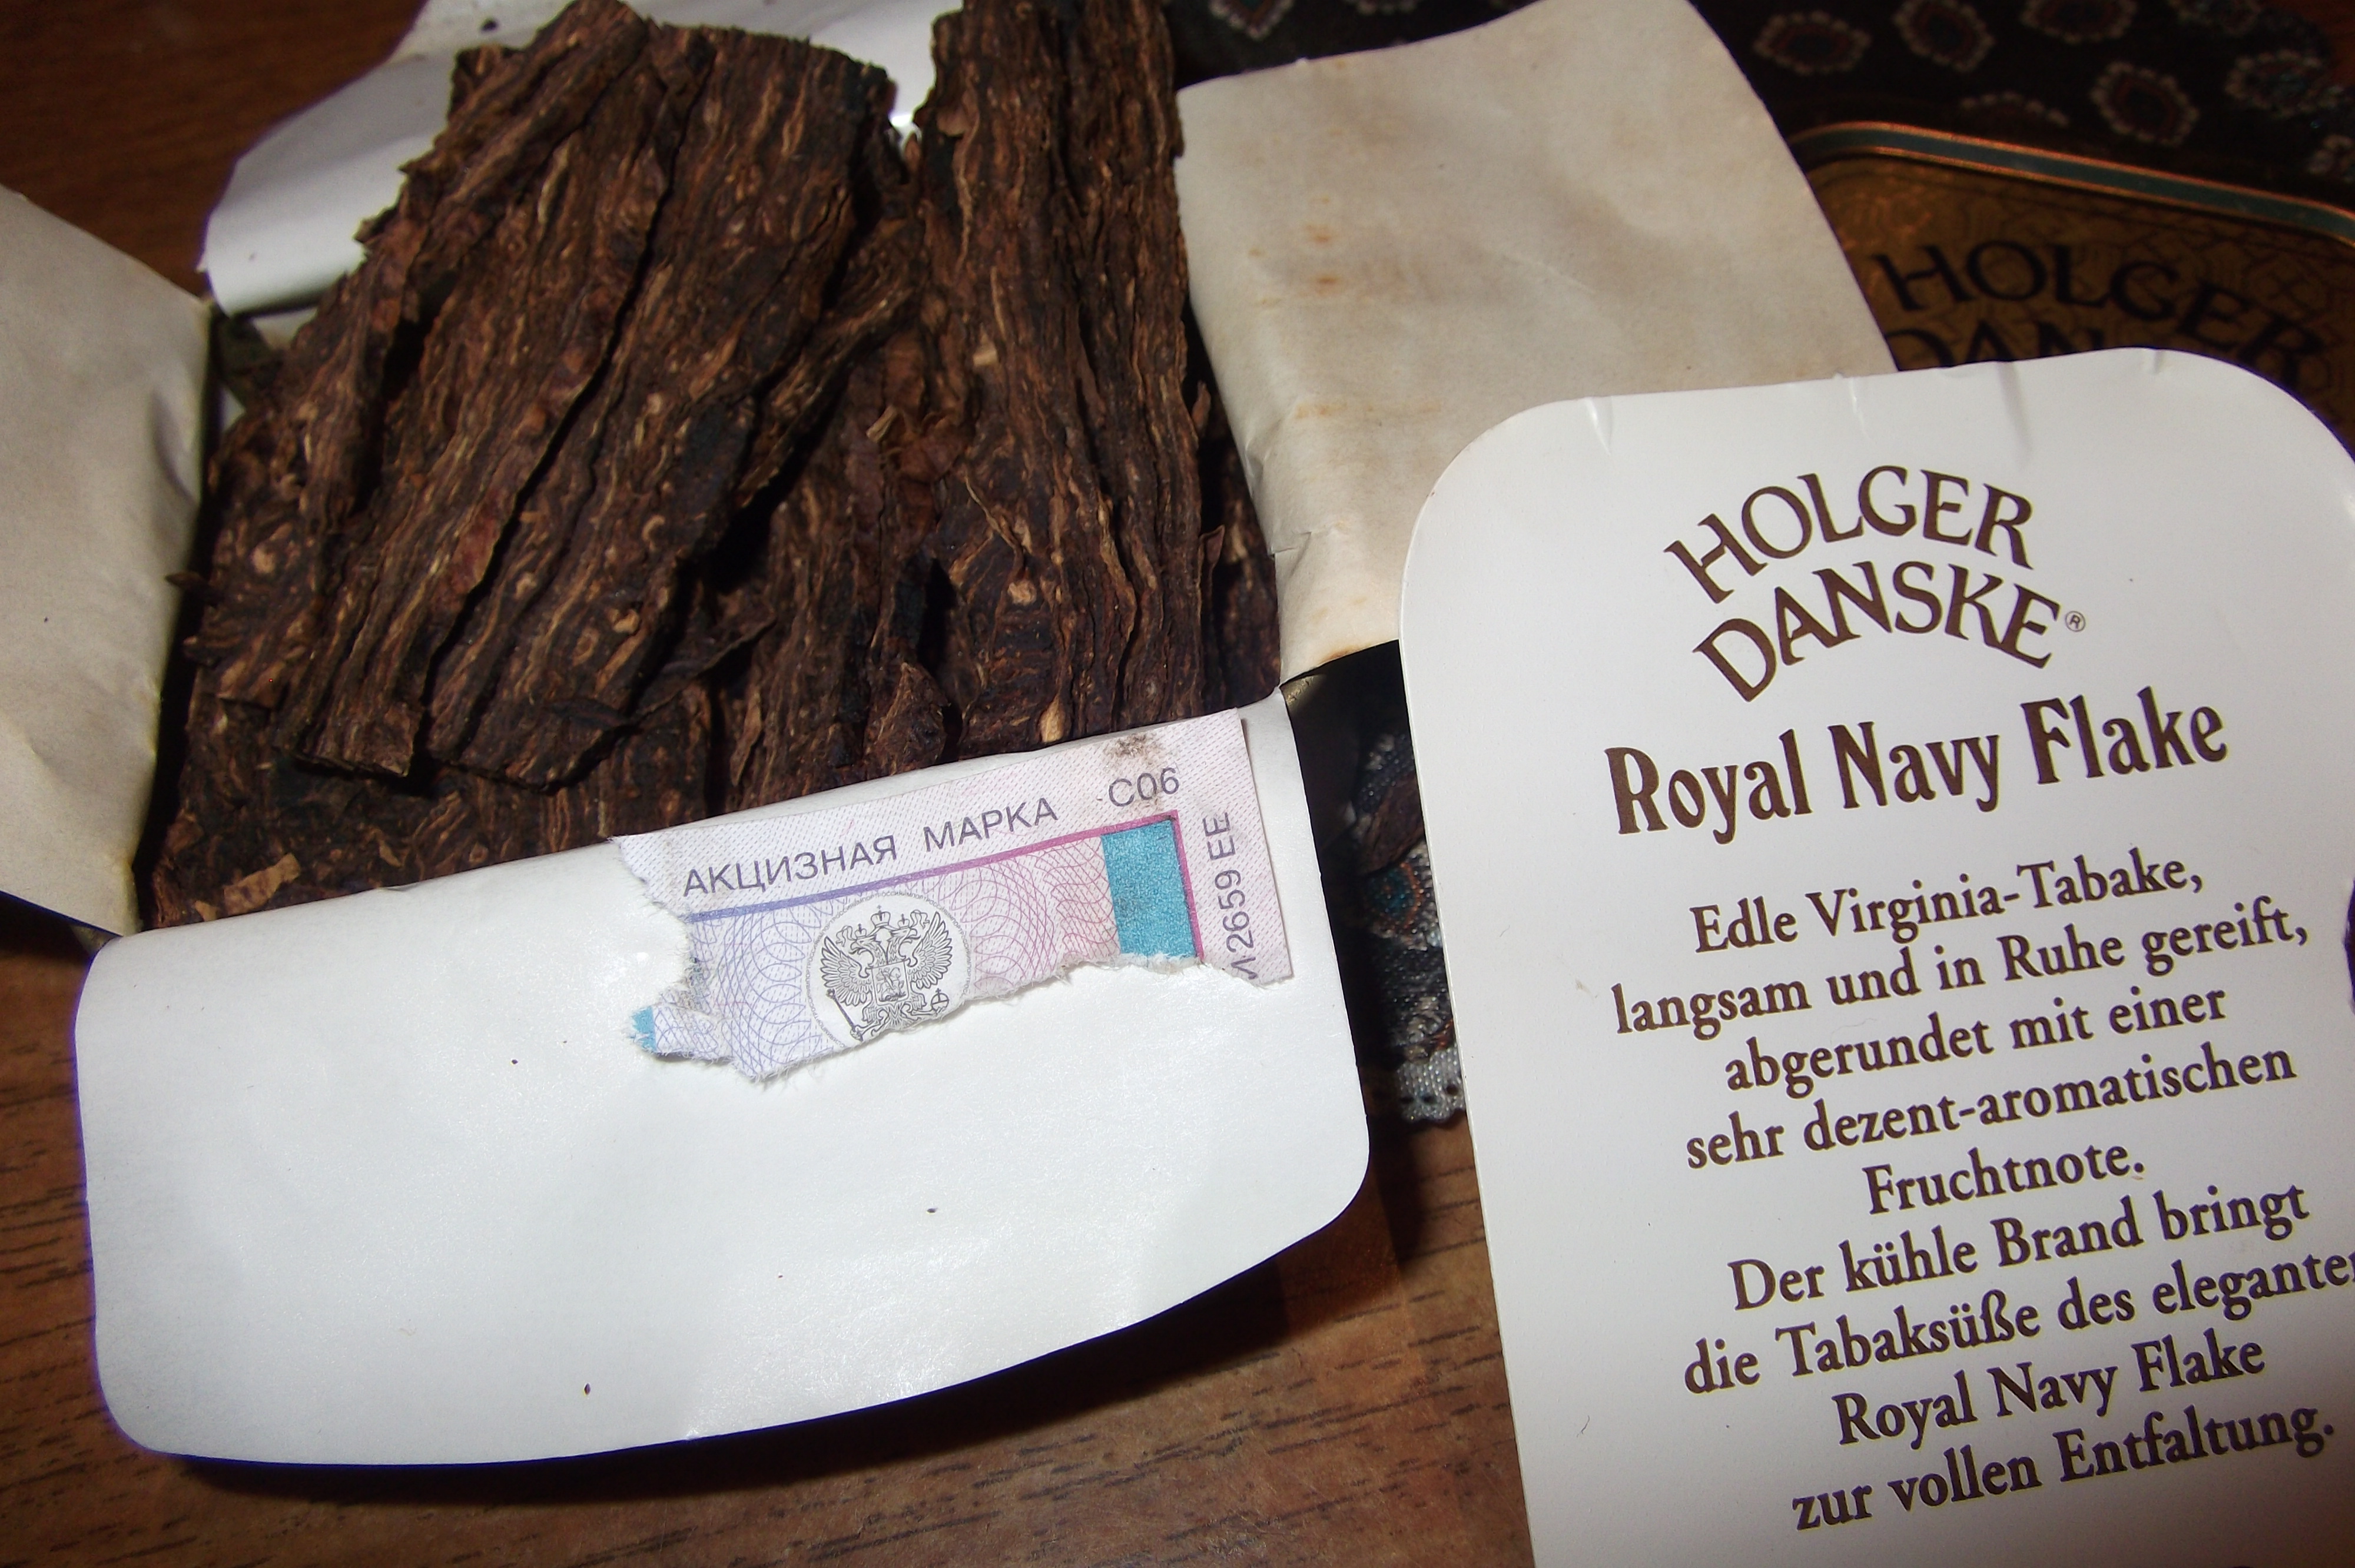 HOLGER
АКЦИЗНАЯ МАРКА С06
2659 ЕЕ
HOLGER
DANSKE®
Royal Navy Flake
Edle Virginia-Tabake,
langsam und in Ruhe gereift,
abgerundet mit einer
sehr dezent-aromatischen
Fruchtnote.
Der kühle Brand bringt
die Tabaksüße des eleganten
Royal Navy Flake
zur vollen Entfaltung.